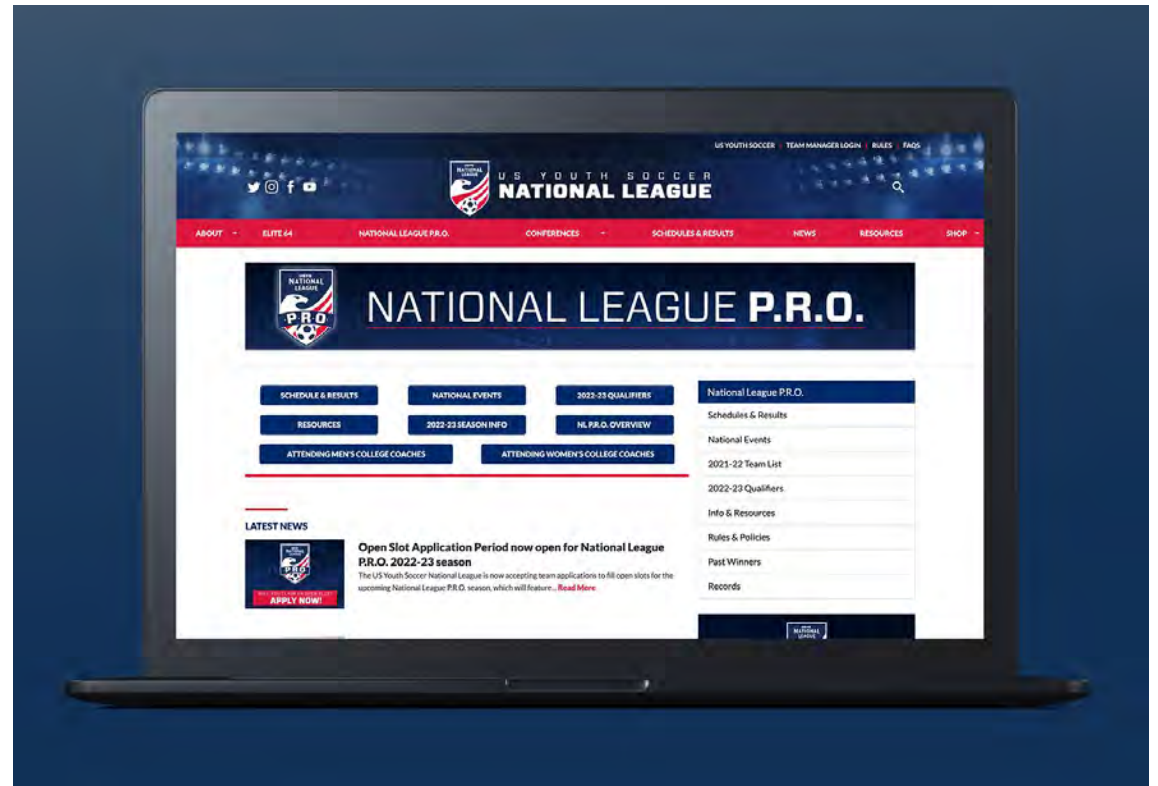 US YOUTH SOCCER | TEAM MANAGER LOGIN | RULES | FAQS
NATIONAL
LEAGUE
US YOUTH SOCCER
NATIONAL LEAGUE
ABOUT ELITE 64 NATIONAL LEAGUE P.R.O. CONFERENCES SCHEDULES & RESULTS NEWS RESOURCES SHOP
USYS
NATIONAL
LEAGUE
P.R.O
NATIONAL LEAGUE P.R.O.
SCHEDULE & RESULTS NATIONAL EVENTS 2022-23 QUALIFIERS
RESOURCES 2022-23 SEASON INFO NL P.R.O. OVERVIEW
ATTENDING MEN'S COLLEGE COACHES ATTENDING WOMEN'S COLLEGE COACHES
National League P.R.O.
Schedules & Results
National Events
2021-22 Team List
2022-23 Qualifiers
Info & Resources
Rules & Policies
Past Winners
Records
LATEST NEWS
PRO
APPLY NOW!
Open Slot Application Period now open for National League
P.R.O. 2022-23 season
The US Youth Soccer National League is now accepting team applications to fill open slots for the
upcoming National League P.R.O. season, which will feature... Read More
NATIONAL
LEAGUE